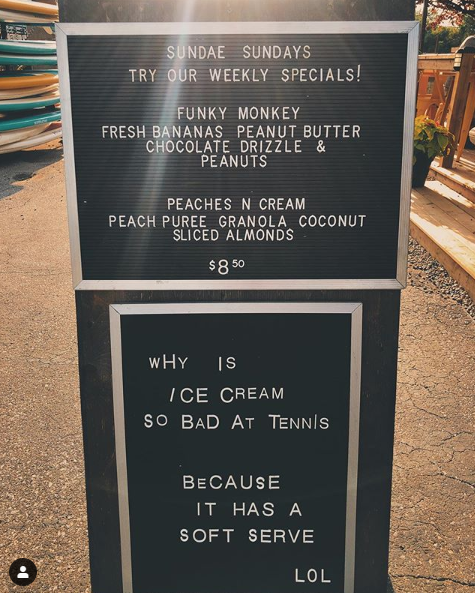 SUNDAE SUNDAYS
TRY OUR WEEKLY SPECIALS!
FUNKY MONKEY
FRESH BANANAS PEANUT BUTTER
CHOCOLATE DRIZZLE &
PEANUTS
PEACHES N CREAM
PEACH PUREE GRANOLA COCONUT
SLICED ALMONDS
$8.50
WHY IS
ICE CREAM
SO BAD AT TENNIS
BECAUSE
IT HAS A
SOFT SERVE
LOL